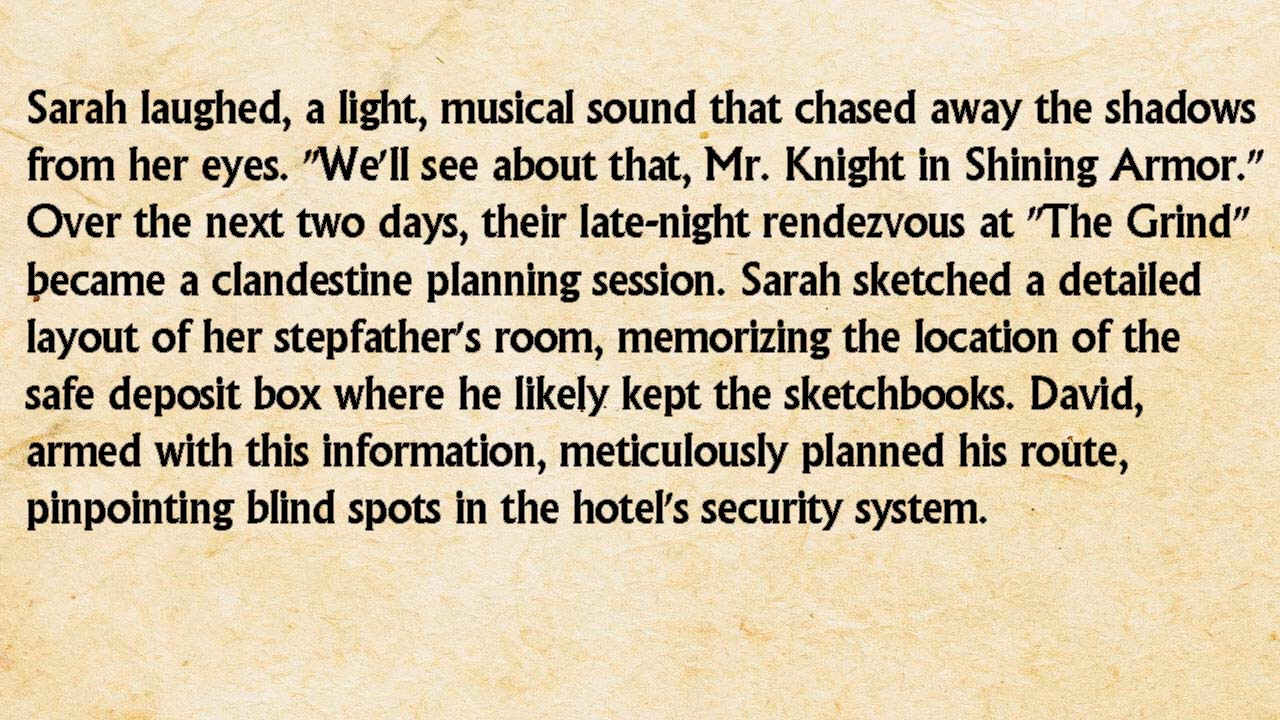 Sarah laughed, a light, musical sound that chased away the shadows
from her eyes. "We'll see about that, Mr. Knight in Shining Armor."
Over the next two days, their late-night rendezvous at "The Grind"
became a clandestine planning session. Sarah sketched a detailed
layout of her stepfather's room, memorizing the location of the
safe deposit box where he likely kept the sketchbooks. David,
armed with this information, meticulously planned his route,
pinpointing blind spots in the hotel's security system.